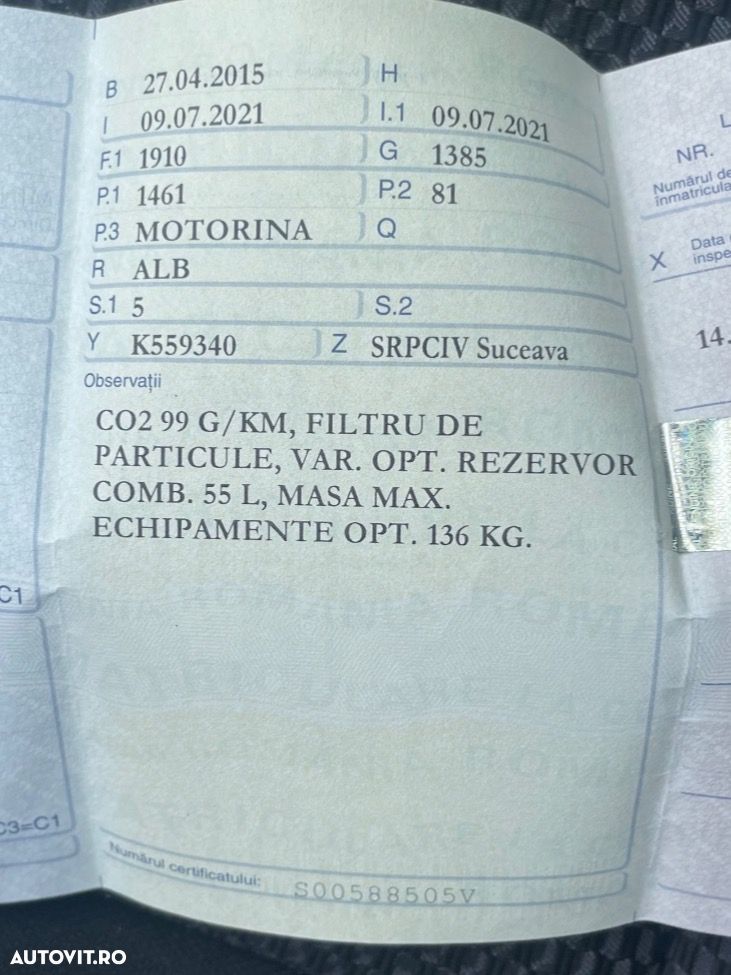 B 27.04.2015 H
I 09.07.2021 I.1 09.07.2021
F.1 1910 G 1385
P.1 1461 P.2 81
P.3 MOTORINA Q
R ALB
S.1 5 S.2
Y K559340 Z SRPCIV Suceava
Observații
CO2 99 G/KM, FILTRU DE
PARTICULE, VAR. OPT. REZERVOR
COMB. 55 L, MASA MAX.
ECHIPAMENTE OPT. 136 KG.
Numărul certificatului: S00588505V
C1
C3=C1
L
NR.
Numărul de
înmatricula
X Data
inspe
14.
AUTOVIT.RO